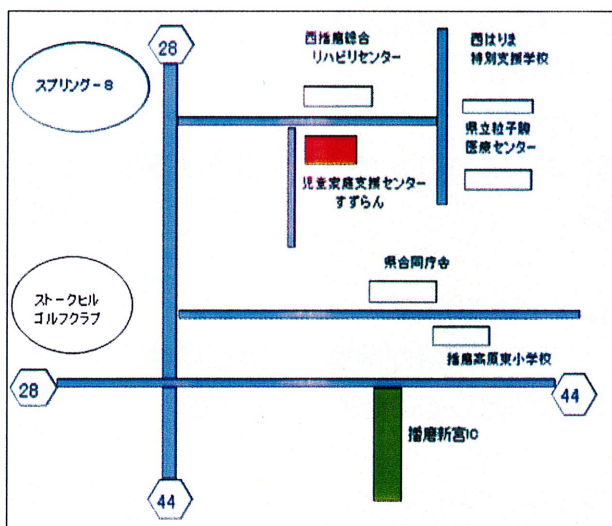 28
スプリング-8
西播磨総合
リハビリセンター
西はりま
特別支援学校
県立粒子線
医療センター
児童家庭支援センター
すずらん
県合同庁舎
ストークヒル
ゴルフクラブ
播磨高原東小学校
28
44
播磨新宮IC
44